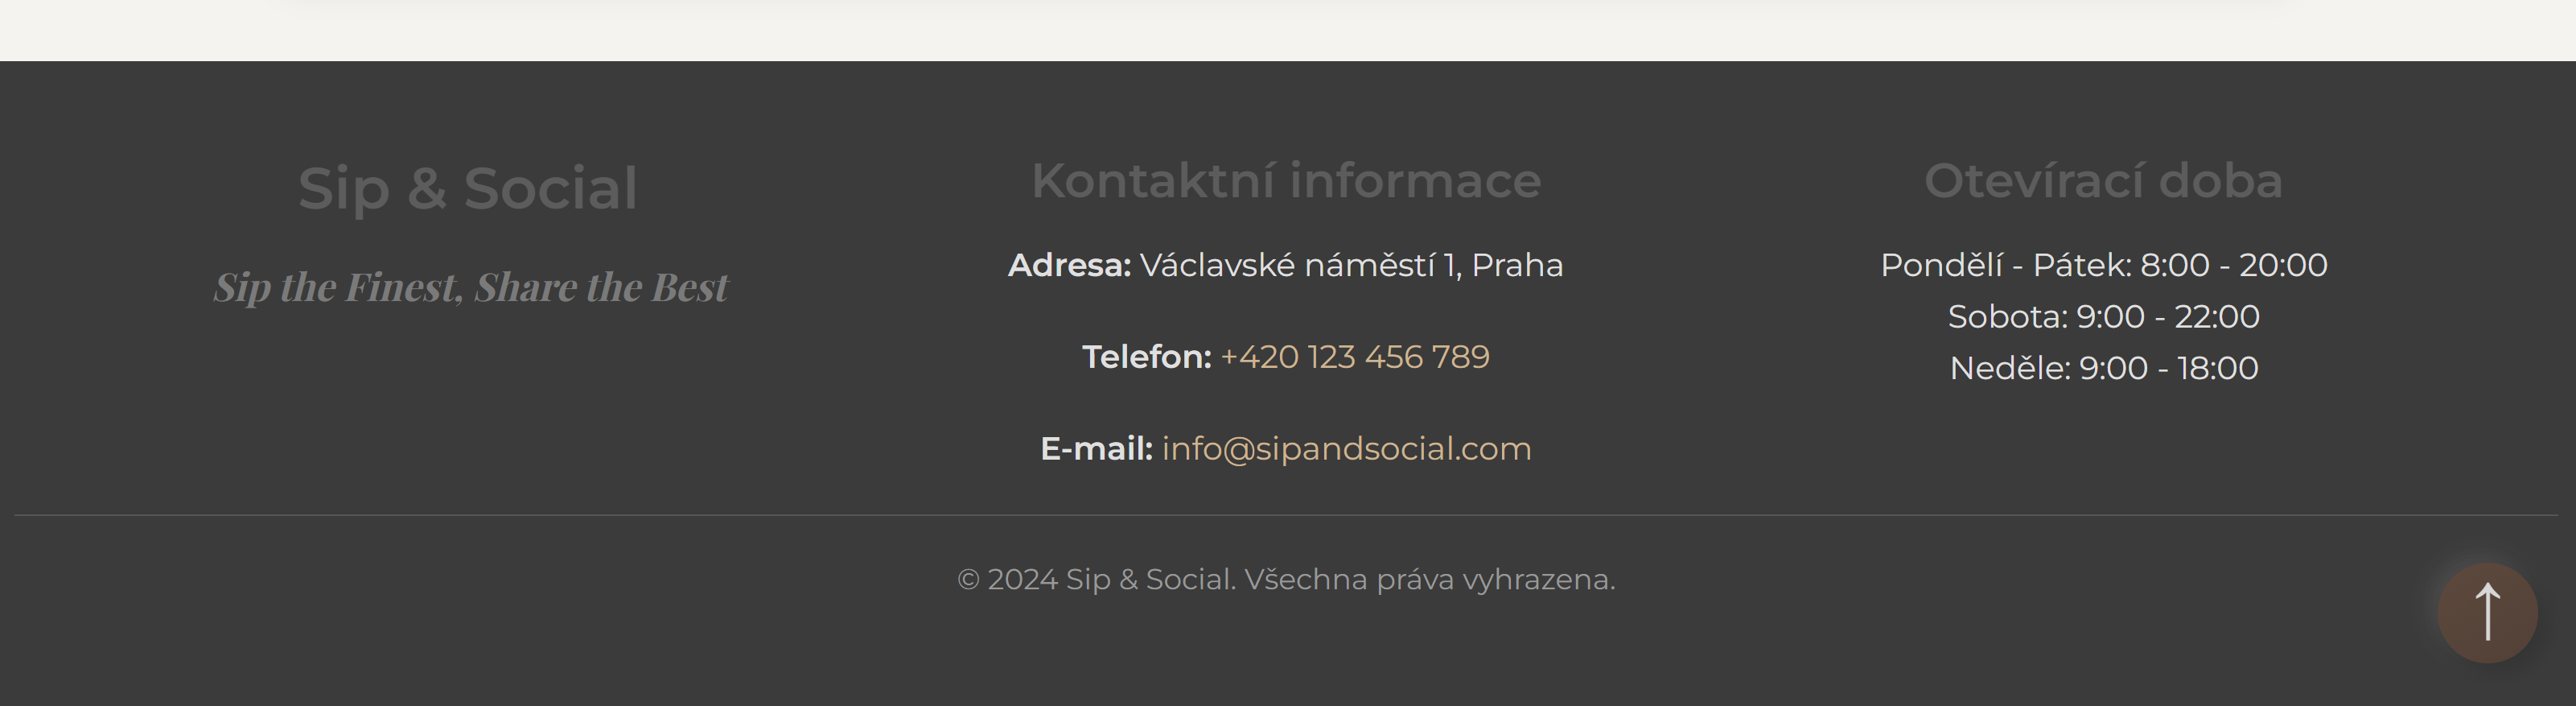 Sip & Social
Sip the Finest, Share the Best
Kontaktní informace
Adresa: Václavské náměstí 1, Praha
Telefon: +420 123 456 789
E-mail: info@sipandsocial.com
Otevírací doba
Pondělí - Pátek: 8:00 - 20:00
Sobota: 9:00 - 22:00
Neděle: 9:00 - 18:00
© 2024 Sip & Social. Všechna práva vyhrazena.
↑